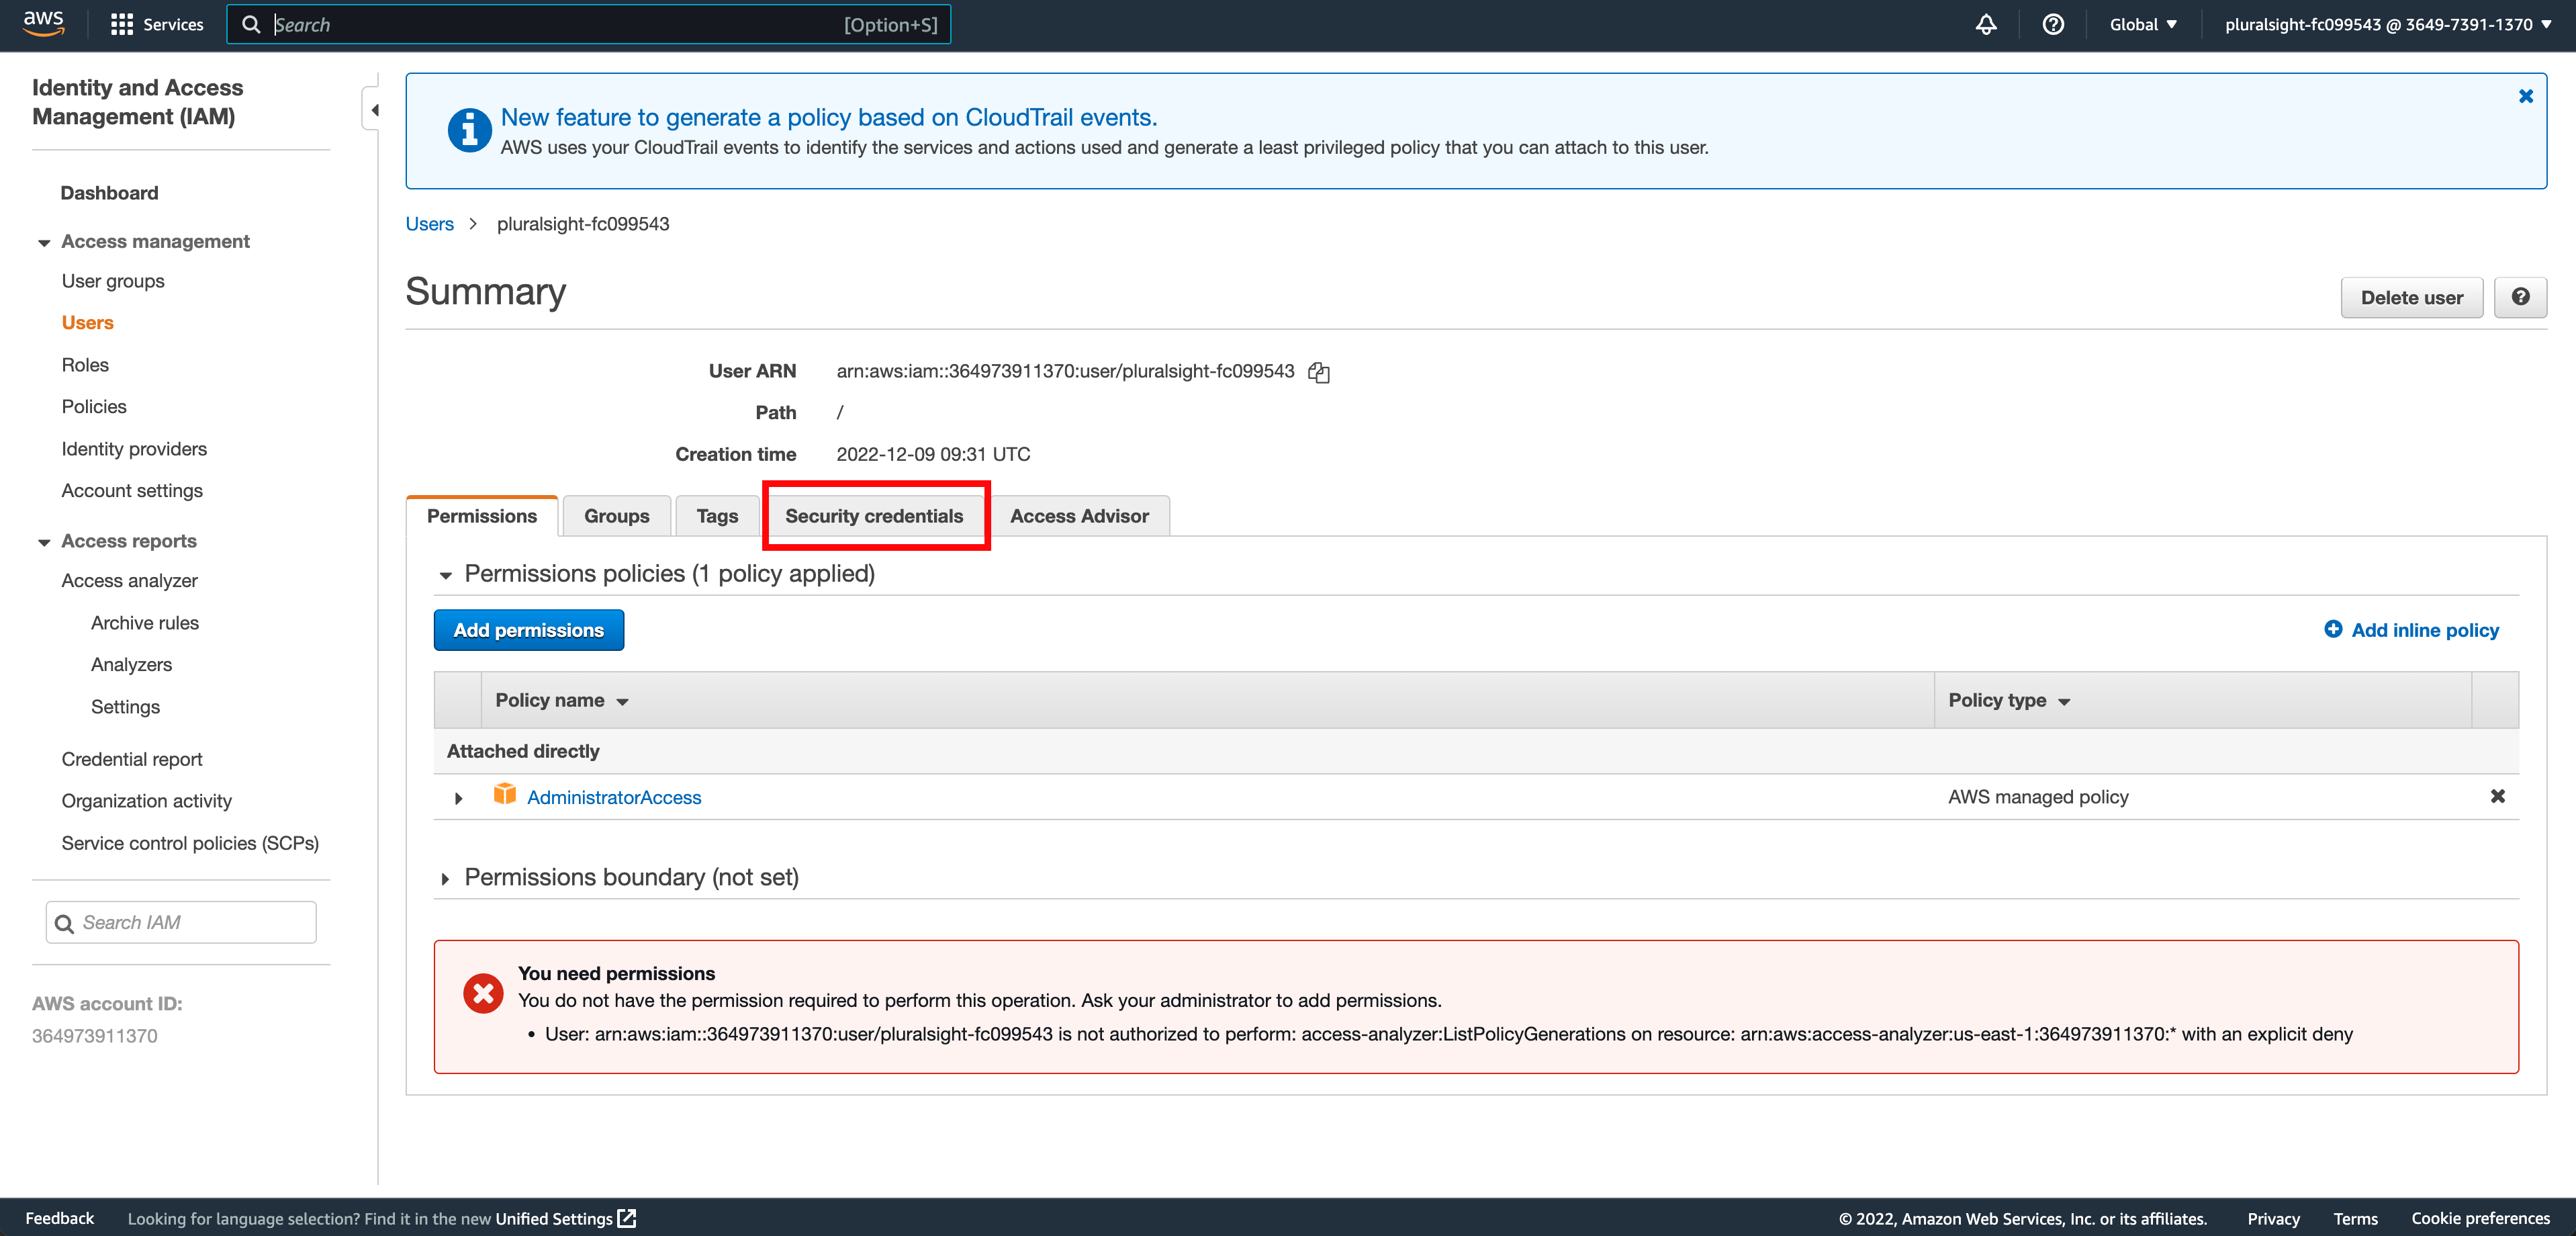 aws
Services
Search [Option+S]
Global
pluralsight-fc099543 @ 3649-7391-1370
Identity and Access
Management (IAM)
Dashboard
Access management
User groups
Users
Roles
Policies
Identity providers
Account settings
Access reports
Access analyzer
Archive rules
Analyzers
Settings
Credential report
Organization activity
Service control policies (SCPs)
Search IAM
AWS account ID:
364973911370
New feature to generate a policy based on CloudTrail events.
AWS uses your CloudTrail events to identify the services and actions used and generate a least privileged policy that you can attach to this user.
Users > pluralsight-fc099543
Summary
Delete user
User ARN arn:aws:iam::364973911370:user/pluralsight-fc099543
Path /
Creation time 2022-12-09 09:31 UTC
Permissions Groups Tags Security credentials Access Advisor
Permissions policies (1 policy applied)
Add permissions
Add inline policy
Policy name Policy type
Attached directly
AdministratorAccess AWS managed policy
Permissions boundary (not set)
You need permissions
You do not have the permission required to perform this operation. Ask your administrator to add permissions.
• User: arn:aws:iam::364973911370:user/pluralsight-fc099543 is not authorized to perform: access-analyzer:ListPolicyGenerations on resource: arn:aws:access-analyzer:us-east-1:364973911370:* with an explicit deny
Feedback Looking for language selection? Find it in the new Unified Settings
© 2022, Amazon Web Services, Inc. or its affiliates. Privacy Terms Cookie preferences